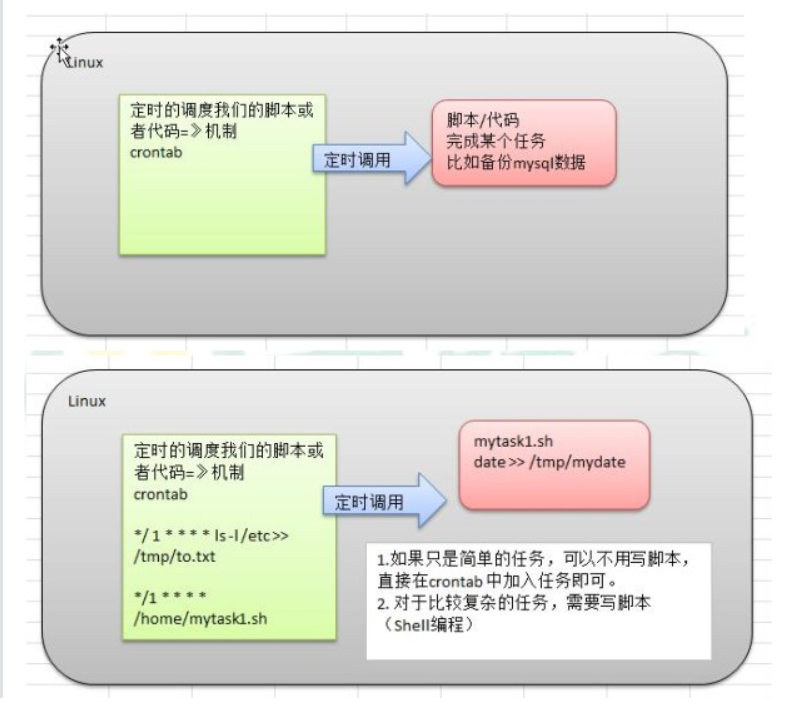 Linux
定时的调度我们的脚本或
者代码=》机制
crontab
定时调用
脚本/代码
完成某个任务
比如备份mysql数据
Linux
定时的调度我们的脚本或
者代码=》机制
crontab
*/1 * * * * ls-l/etc>>
/tmp/to.txt
*/1 * * * *
/home/mytask1.sh
定时调用
mytask1.sh
date>> /tmp/mydate
1.如果只是简单的任务，可以不用写脚本，
直接在crontab中加入任务即可。
2. 对于比较复杂的任务，需要写脚本
（Shell编程）